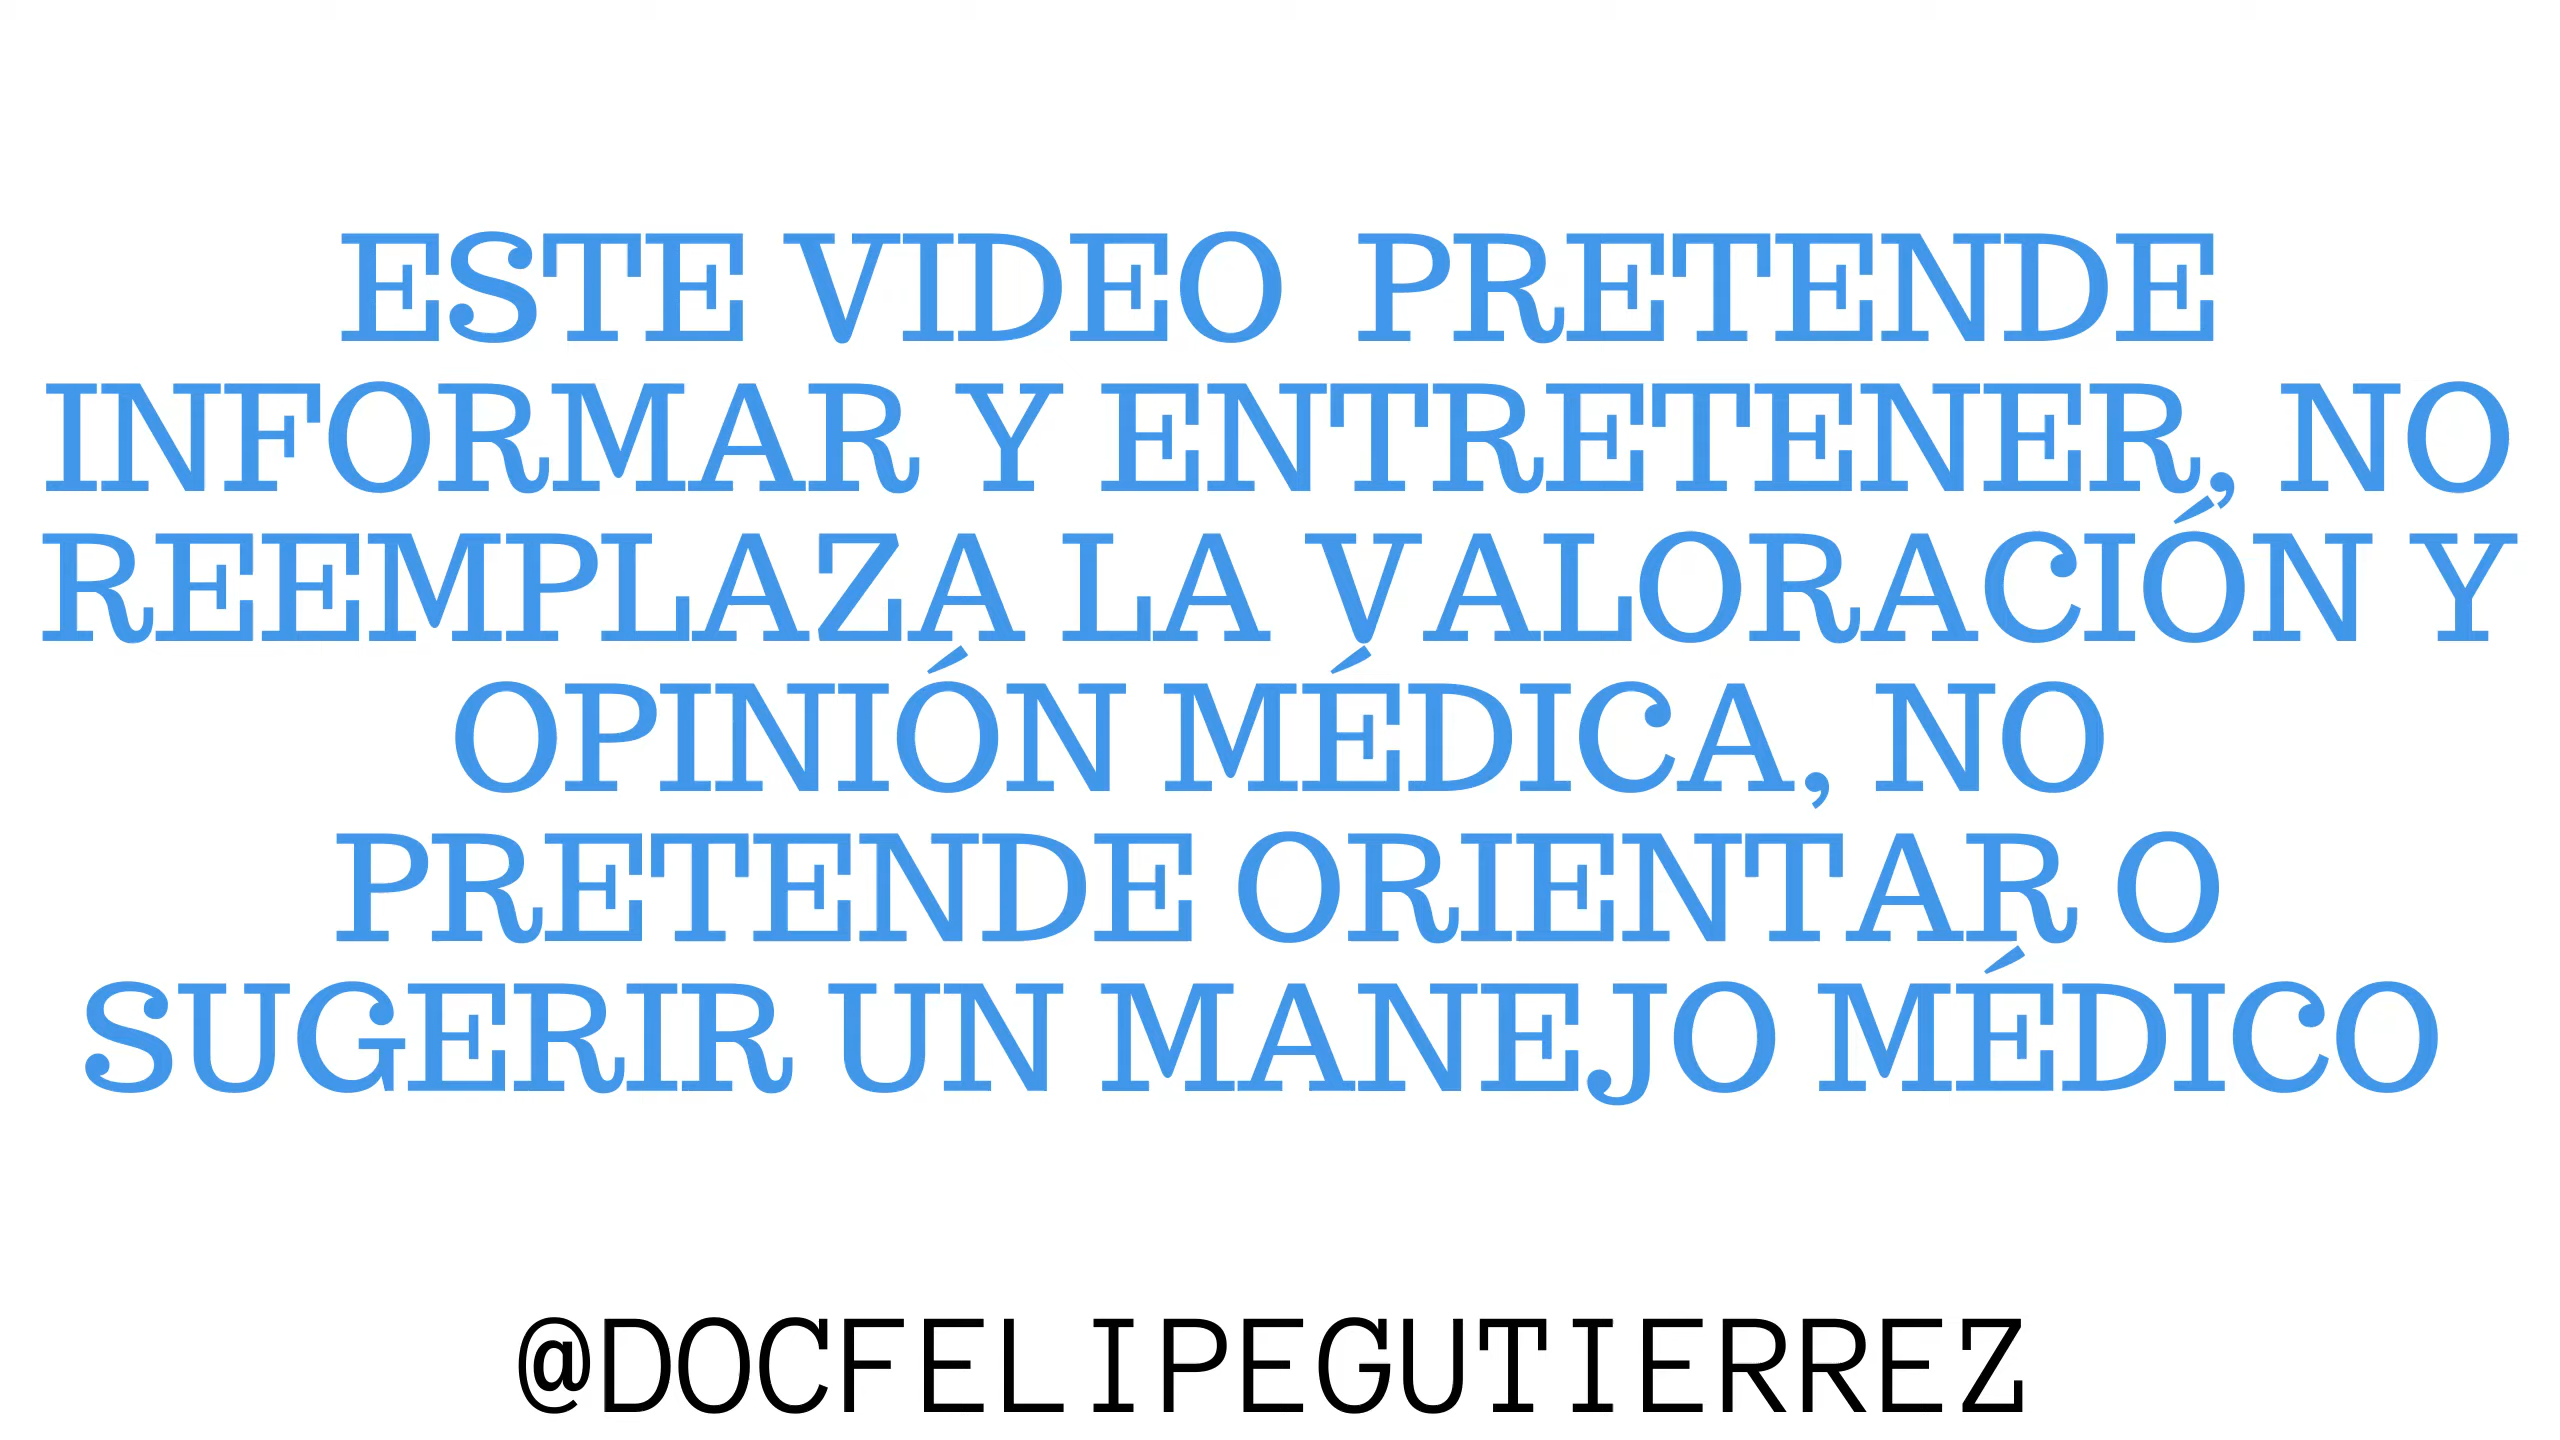 ESTE VIDEO  PRETENDE
INFORMAR Y ENTRETENER, NO
REEMPLAZA LA VALORACIÓN Y
OPINIÓN MÉDICA, NO
PRETENDE ORIENTAR O
SUGERIR UN MANEJO MÉDICO
@DOCFELIPEGUTIERREZ